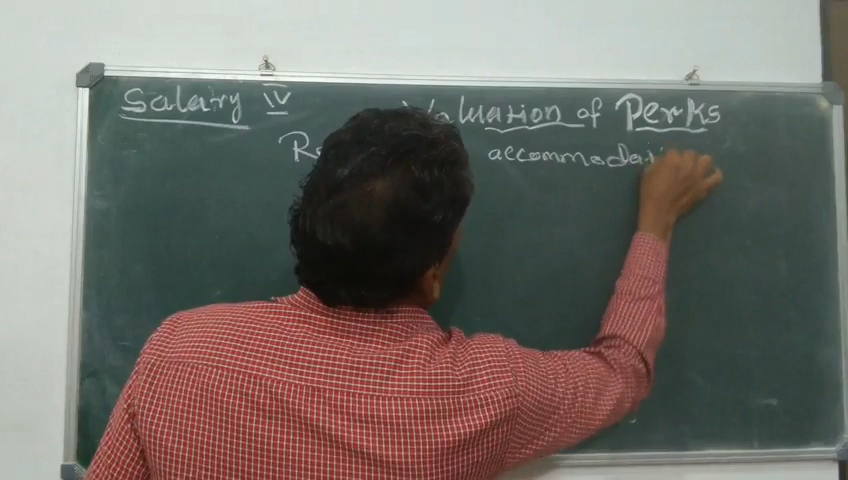 Salary IV
Valuation of Perks
accommodati